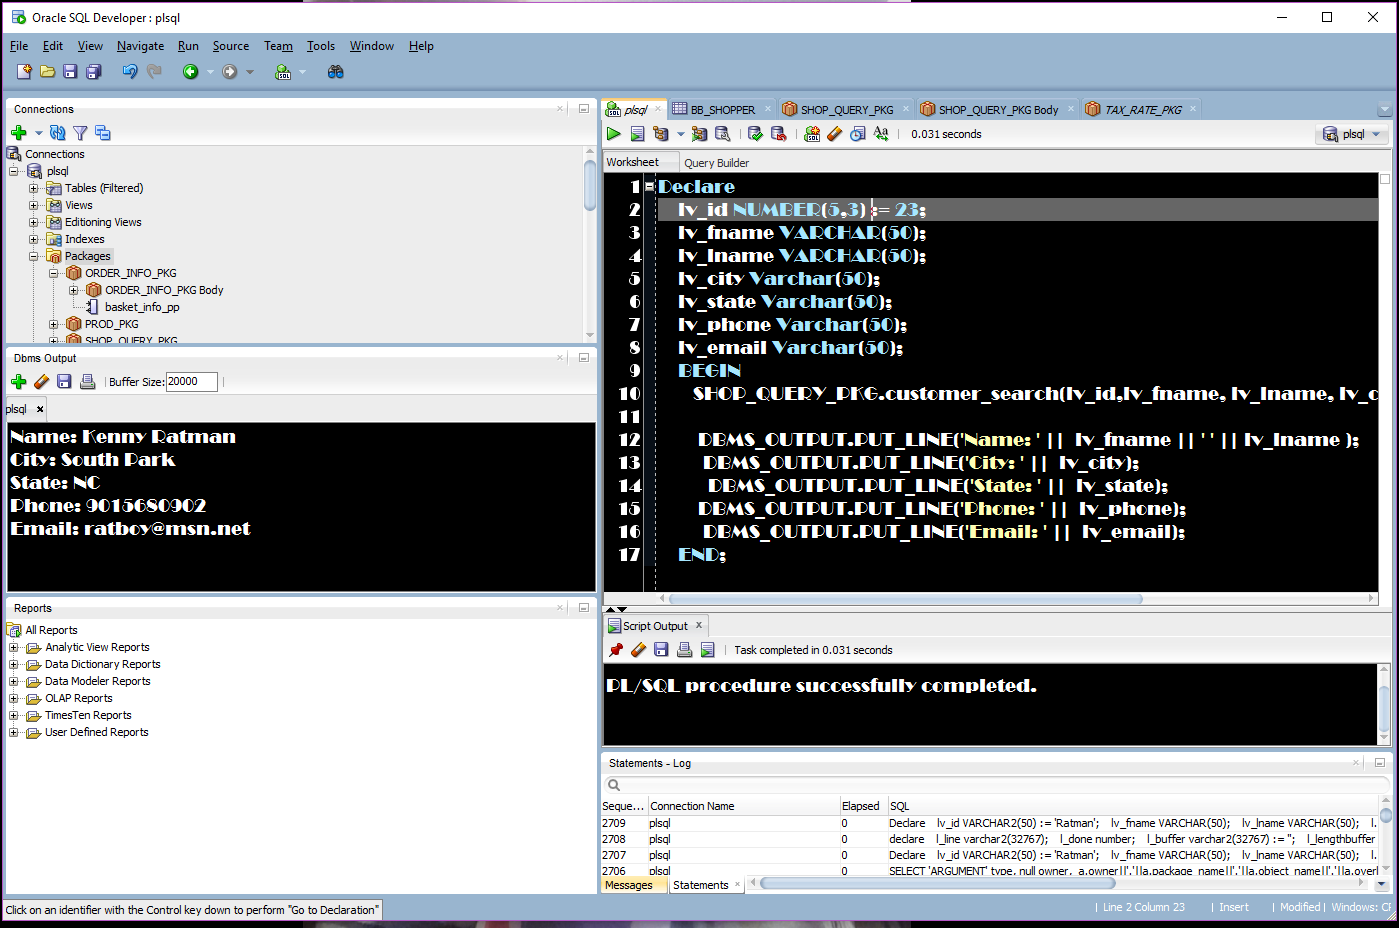 Oracle SQL Developer : plsql
File Edit View Navigate Run Source Team Tools Window Help
Connections
Connections
plsql
Tables (Filtered)
Views
Editioning Views
Indexes
Packages
ORDER_INFO_PKG
ORDER_INFO_PKG Body
basket_info_pp
PROD_PKG
SHOP_QUERY_PKG
Dbms Output
Buffer Size: 20000
plsql
Name: Kenny Ratman
City: South Park
State: NC
Phone: 9015680902
Email: ratboy@msn.net
Reports
All Reports
Analytic View Reports
Data Dictionary Reports
Data Modeler Reports
OLAP Reports
TimesTen Reports
User Defined Reports
plsql BB_SHOPPER SHOP_QUERY_PKG SHOP_QUERY_PKG Body TAX_RATE_PKG
0.031 seconds plsql
Worksheet Query Builder
1 Declare
2 lv_id NUMBER(5,3) := 23;
3 lv_fname VARCHAR(50);
4 lv_lname VARCHAR(50);
5 lv_city Varchar(50);
6 lv_state Varchar(50);
7 lv_phone Varchar(50);
8 lv_email Varchar(50);
9 BEGIN
10 SHOP_QUERY_PKG.customer_search(lv_id,lv_fname, lv_lname, lv_c
11
12 DBMS_OUTPUT.PUT_LINE('Name: ' || lv_fname || ' ' || lv_lname );
13 DBMS_OUTPUT.PUT_LINE('City: ' || lv_city);
14 DBMS_OUTPUT.PUT_LINE('State: ' || lv_state);
15 DBMS_OUTPUT.PUT_LINE('Phone: ' || lv_phone);
16 DBMS_OUTPUT.PUT_LINE('Email: ' || lv_email);
17 END;
Script Output
Task completed in 0.031 seconds
PL/SQL procedure successfully completed.
Statements - Log
Seque... Connection Name Elapsed SQL
2709 plsql 0 Declare lv_id VARCHAR2(50) := 'Ratman'; lv_fname VARCHAR(50); lv_lname VARCHAR(50); l.
2708 plsql 0 declare l_line varchar2(32767); l_done number; l_buffer varchar2(32767) := ''; l_lengthbuffer
2707 plsql 0 Declare lv_id VARCHAR2(50) := 'Ratman'; lv_fname VARCHAR(50); lv_lname VARCHAR(50); l.
2706 plsql 0 SELECT 'ARGUMENT' type, null owner, a.owner||'.'||a.package_name||'.'||a.object_name||'.'||a.overl
Messages Statements
Click on an identifier with the Control key down to perform "Go to Declaration"
Line 2 Column 23 Insert Modified Windows: CF